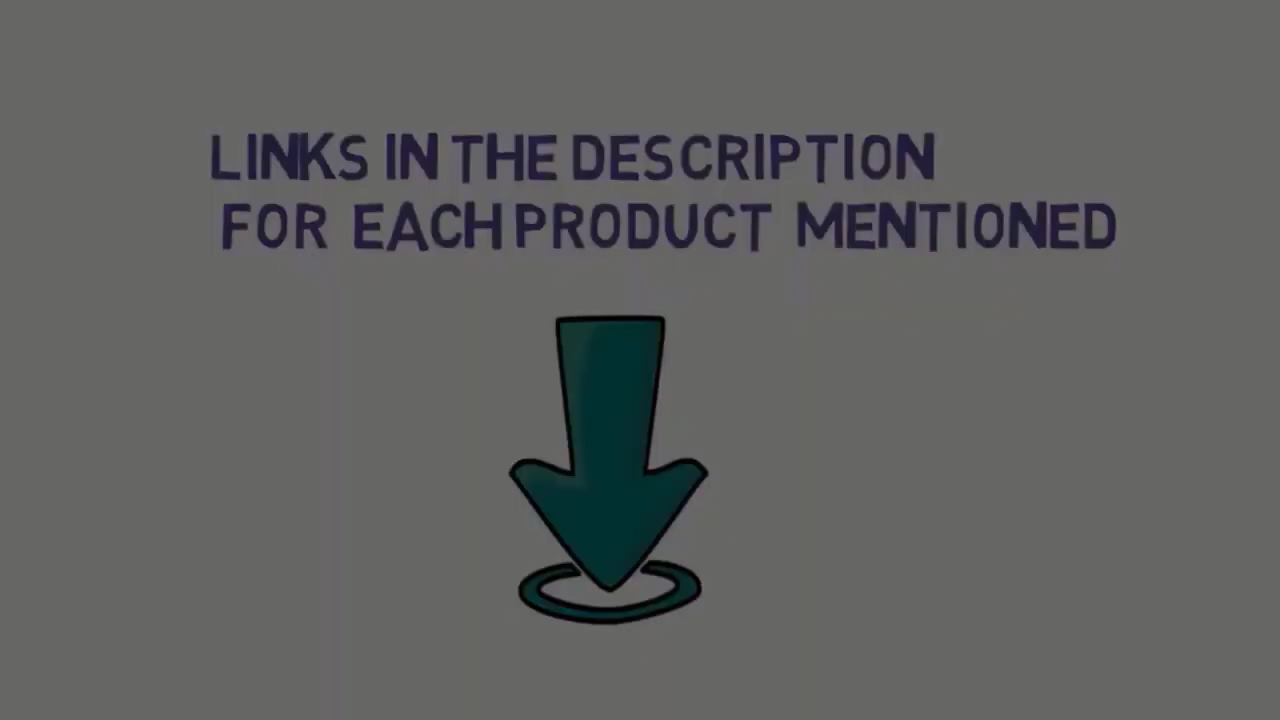 LINKS IN THE DESCRIPTION
FOR EACH PRODUCT MENTIONED